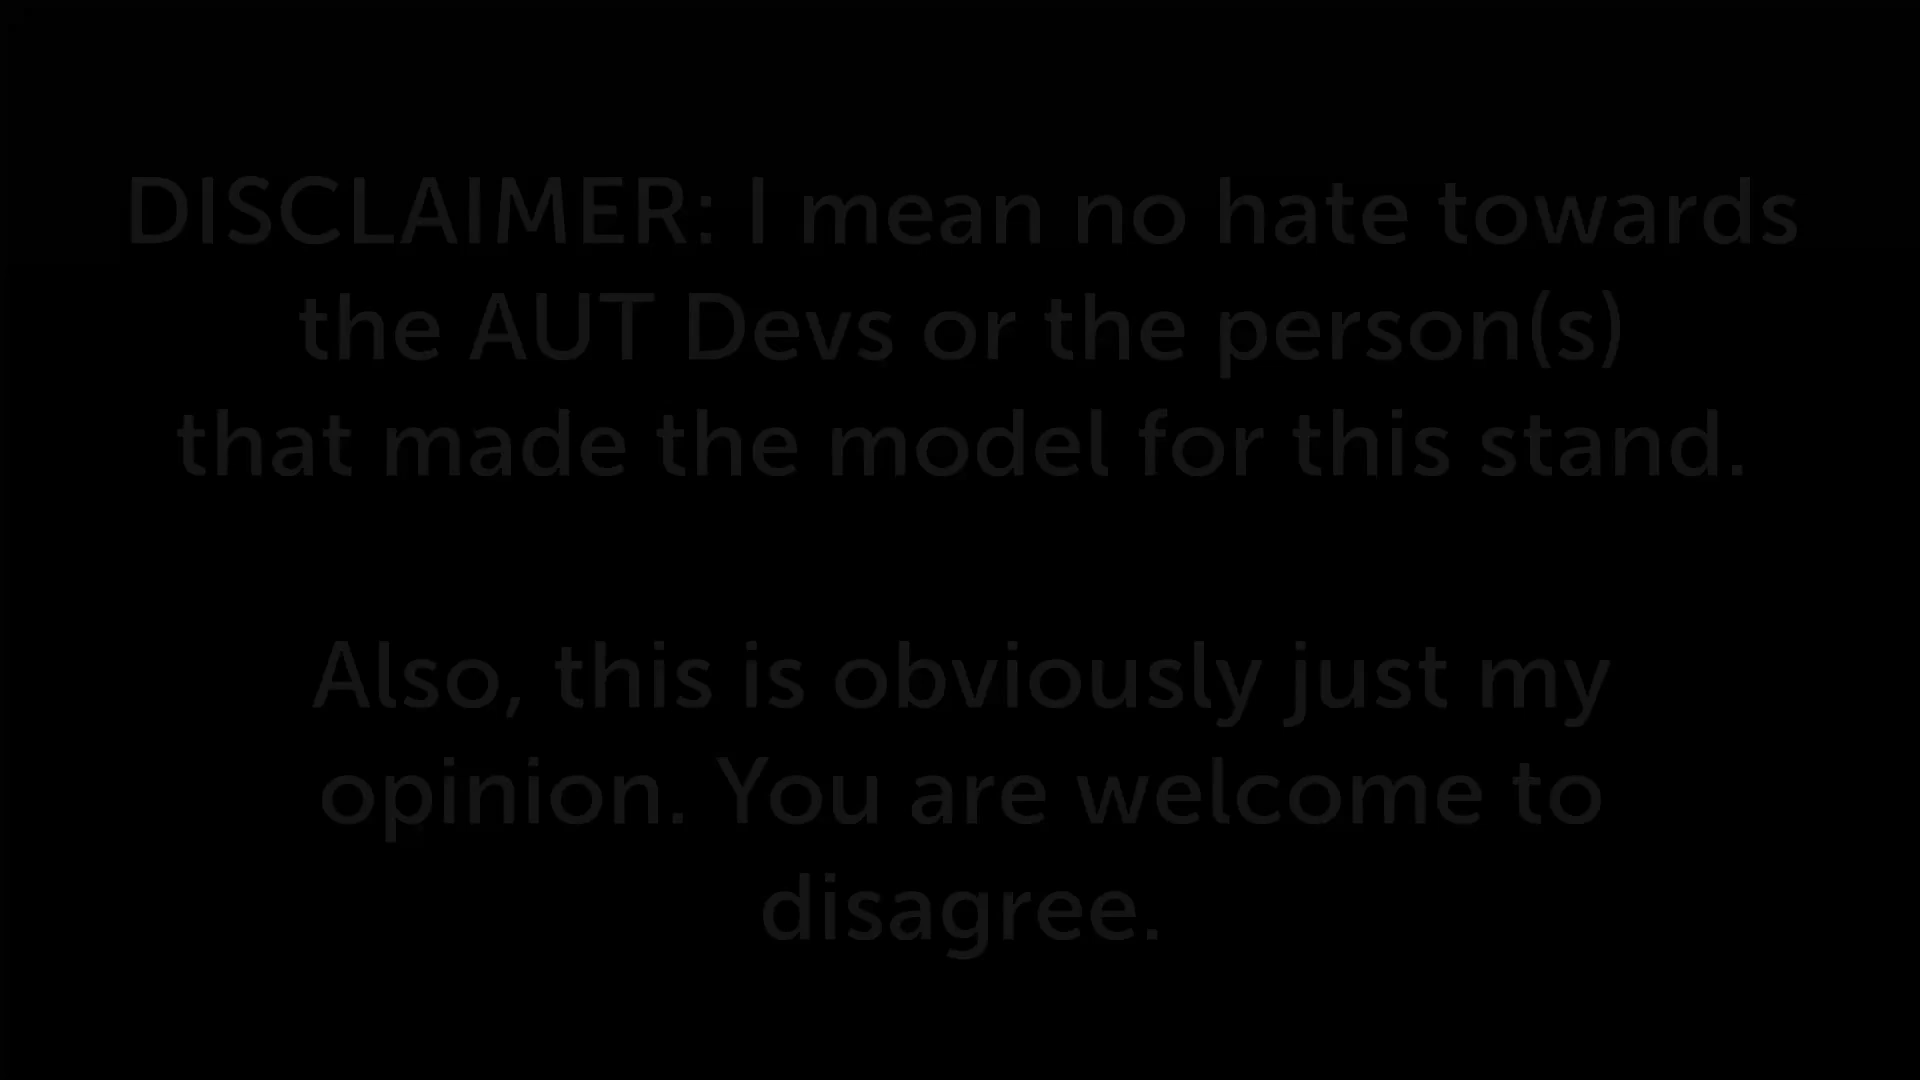 DISCLAIMER: I mean no hate towards
the AUT Devs or the person(s)
that made the model for this stand.
Also, this is obviously just my
opinion. You are welcome to
disagree.